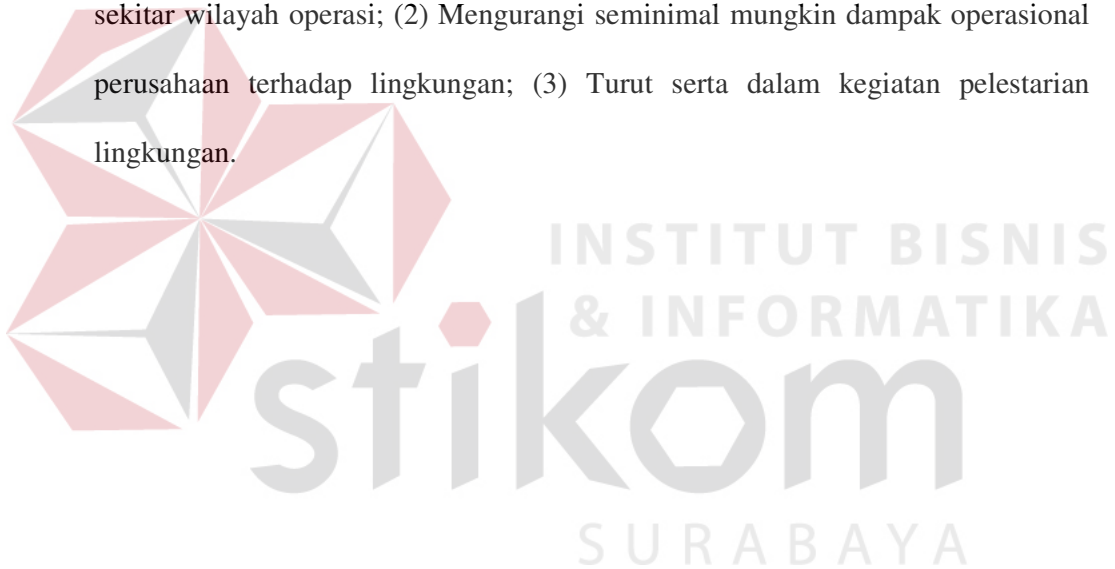 sekitar wilayah operasi; (2) Mengurangi seminimal mungkin dampak operasional
perusahaan terhadap lingkungan; (3) Turut serta dalam kegiatan pelestarian
lingkungan.
INSTITUT BISNIS
& INFORMATIKA
stikom
SURABAYA